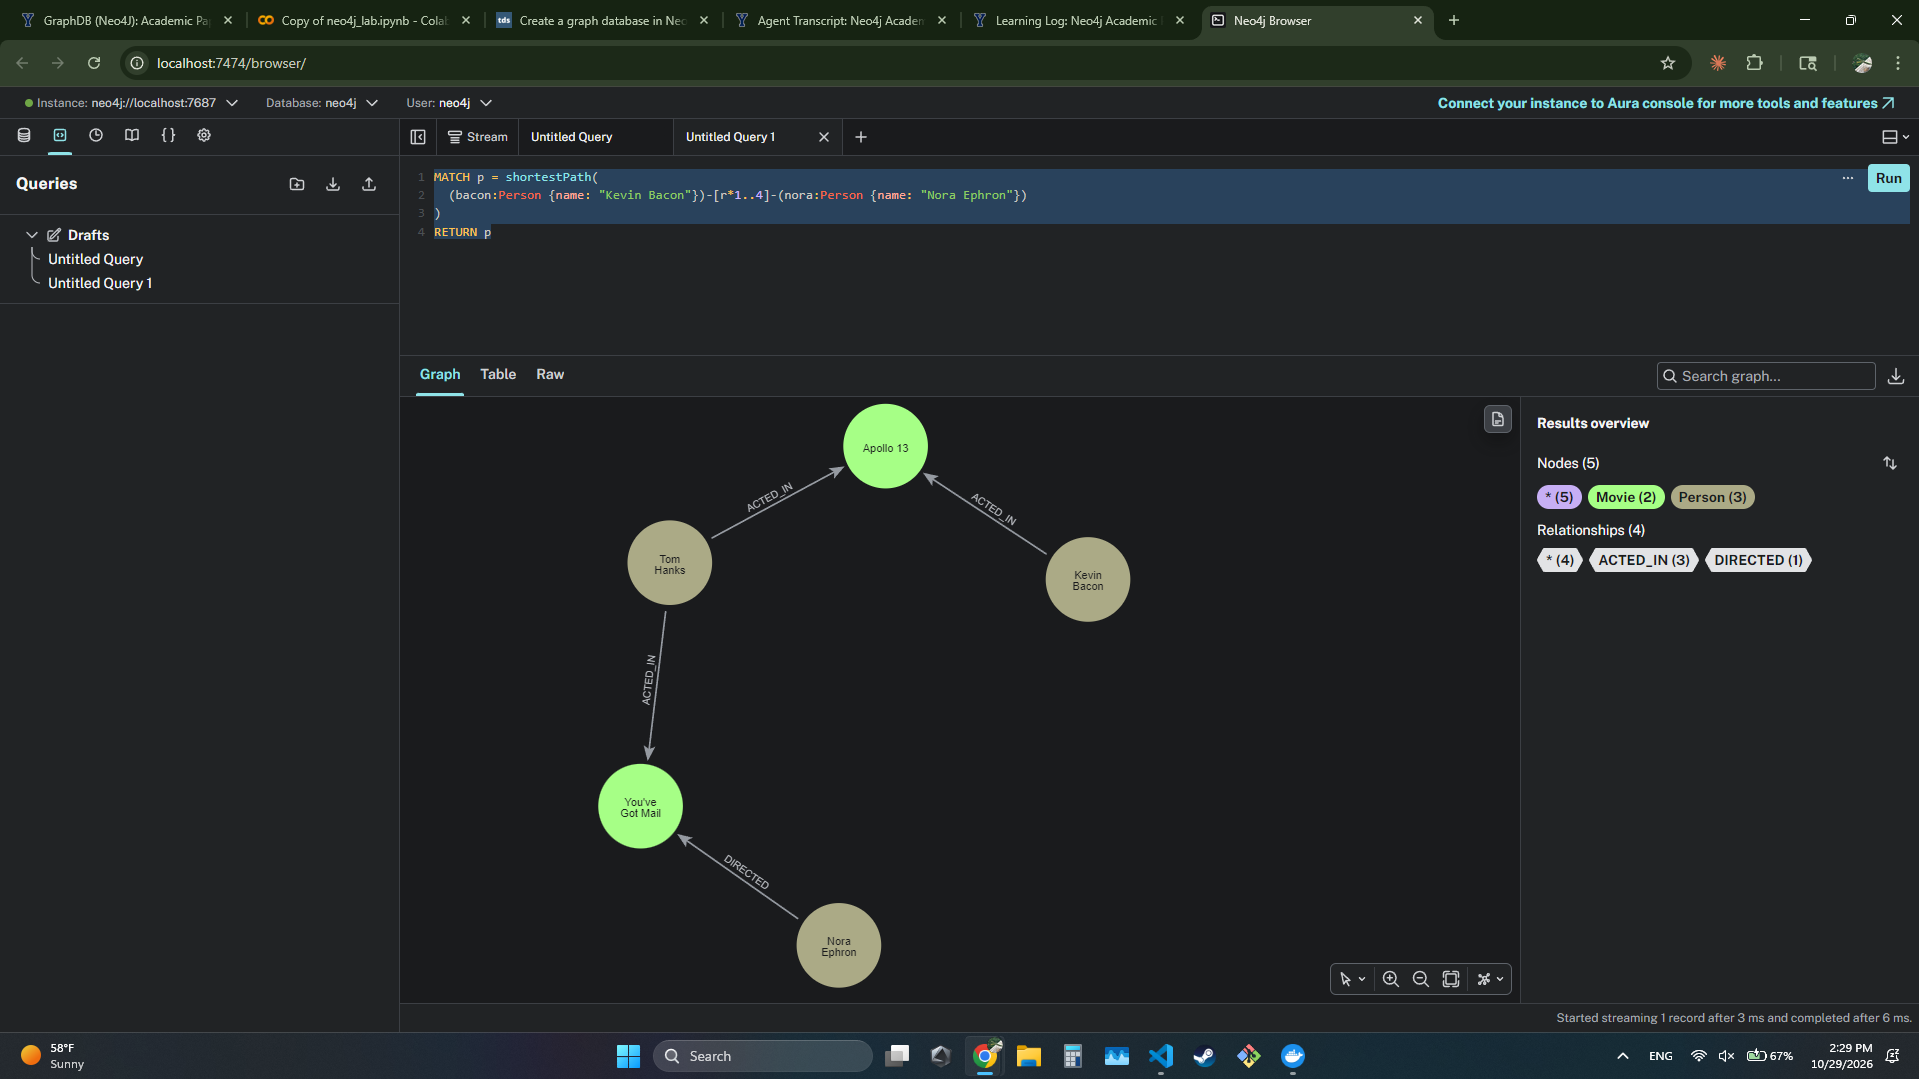 GraphDB (Neo4J): Academic Pa
Copy of neo4j_lab.ipynb - Colab
tds
Create a graph database in Neo
Agent Transcript: Neo4j Academ
Learning Log: Neo4j Academic
Neo4j Browser
localhost:7474/browser/
Instance: neo4j://localhost:7687
Database: neo4j
User: neo4j
Connect your instance to Aura console for more tools and features
Stream
Untitled Query
Untitled Query 1
Queries
Drafts
Untitled Query
Untitled Query 1
1 MATCH p = shortestPath(
2 (bacon:Person {name: "Kevin Bacon"})-[r*1..4]-(nora:Person {name: "Nora Ephron"})
3 )
4 RETURN p
Run
Graph
Table
Raw
Search graph...
Apollo 13
ACTED_IN
ACTED_IN
Tom
Hanks
Kevin
Bacon
ACTED_IN
You've
Got Mail
DIRECTED
Nora
Ephron
Results overview
Nodes (5)
* (5)
Movie (2)
Person (3)
Relationships (4)
* (4)
ACTED_IN (3)
DIRECTED (1)
Started streaming 1 record after 3 ms and completed after 6 ms.
58°F
Sunny
Search
ENG
67%
2:29 PM
10/29/2026